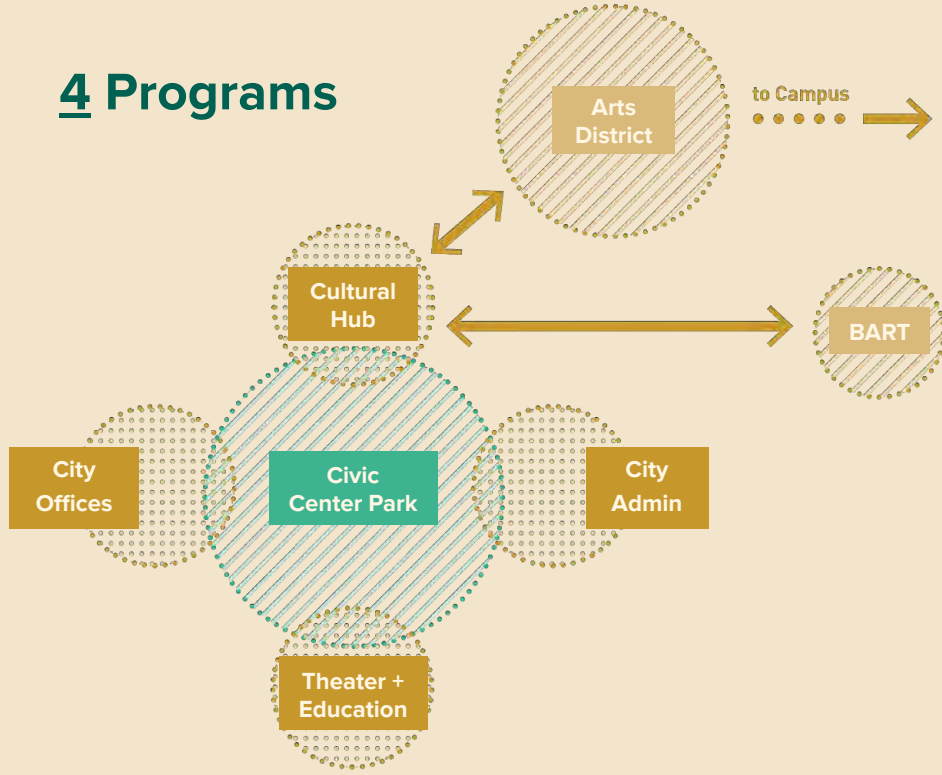 4 Programs
Arts
District
to Campus
Cultural
Hub
BART
City
Offices
Civic
Center Park
City
Admin
Theater +
Education